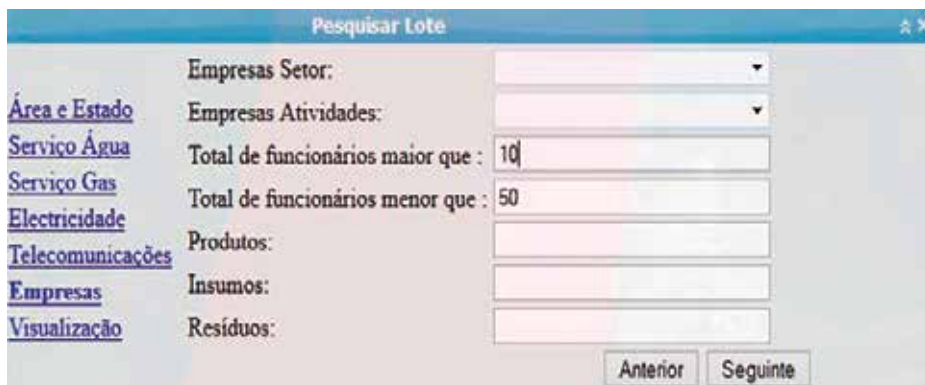 Pesquisar Lote
Área e Estado
Serviço Água
Serviço Gas
Electricidade
Telecomunicações
Empresas
Visualização
Empresas Setor:
Empresas Atividades:
Total de funcionários maior que : 10
Total de funcionários menor que : 50
Produtos:
Insumos:
Resíduos:
Anterior Seguinte